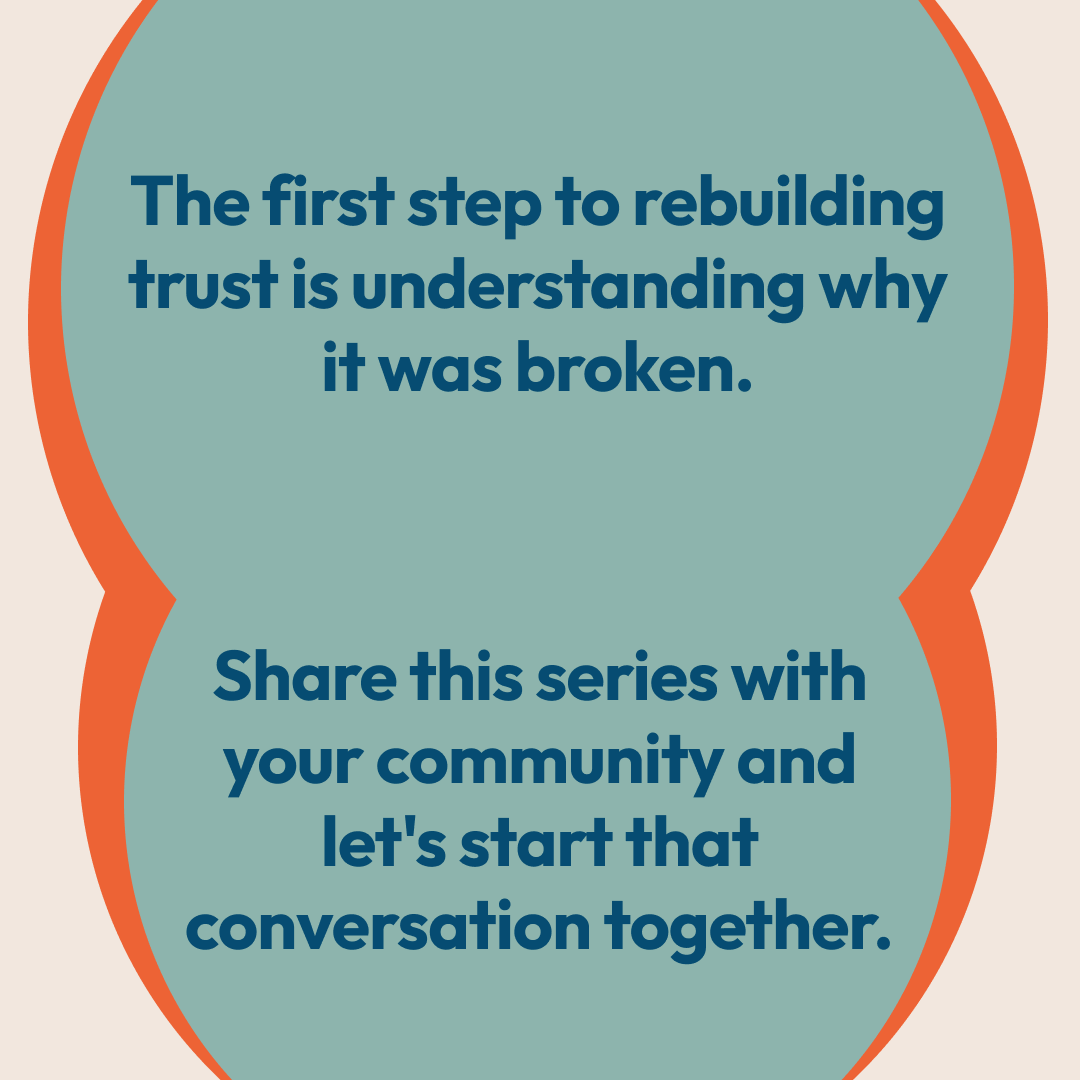 The first step to rebuilding
trust is understanding why
it was broken.
Share this series with
your community and
let's start that
conversation together.